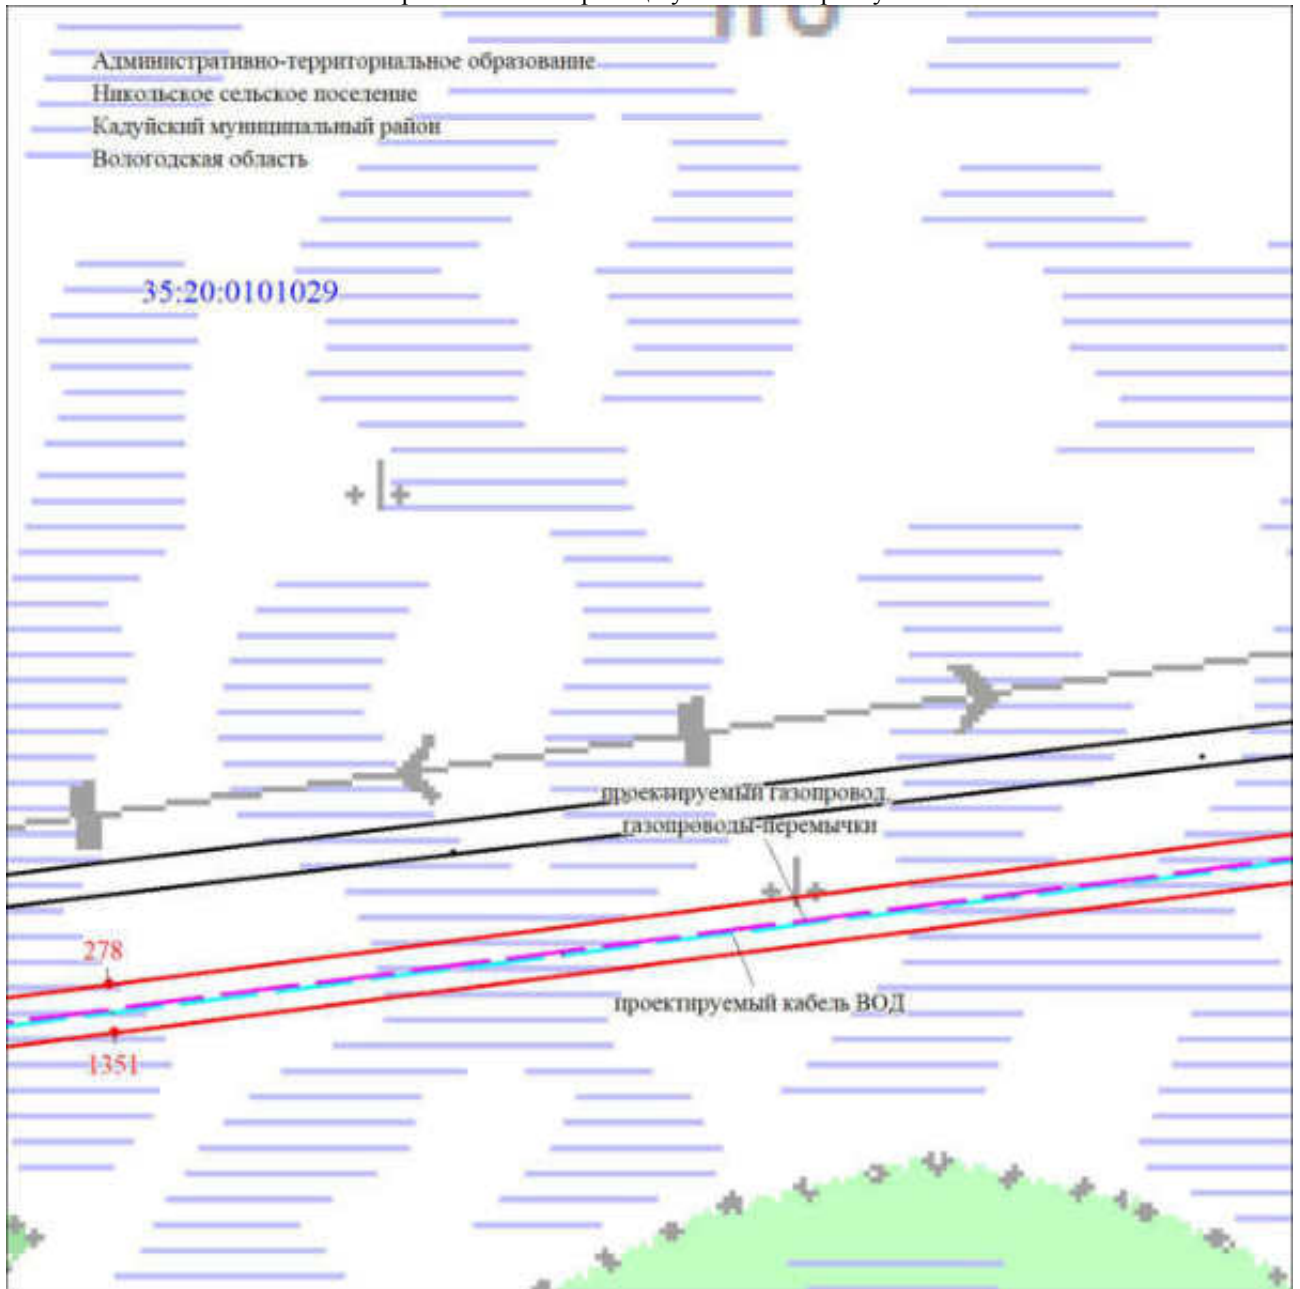 Административно-территориальное образование
Никольское сельское поселение
Кадуйский муниципальный район
Вологодская область
35:20:0101029
проектируемый газопровод,
газопроводы-перемычки
278
проектируемый кабель ВОД
1351